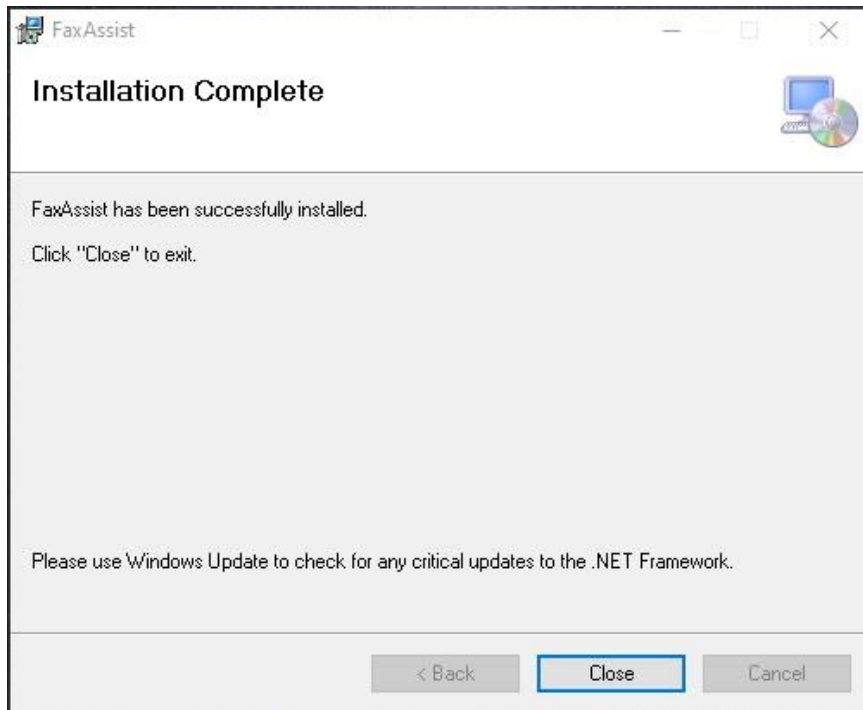 FaxAssist
Installation Complete
FaxAssist has been successfully installed.
Click "Close" to exit.
Please use Windows Update to check for any critical updates to the .NET Framework.
< Back
Close
Cancel